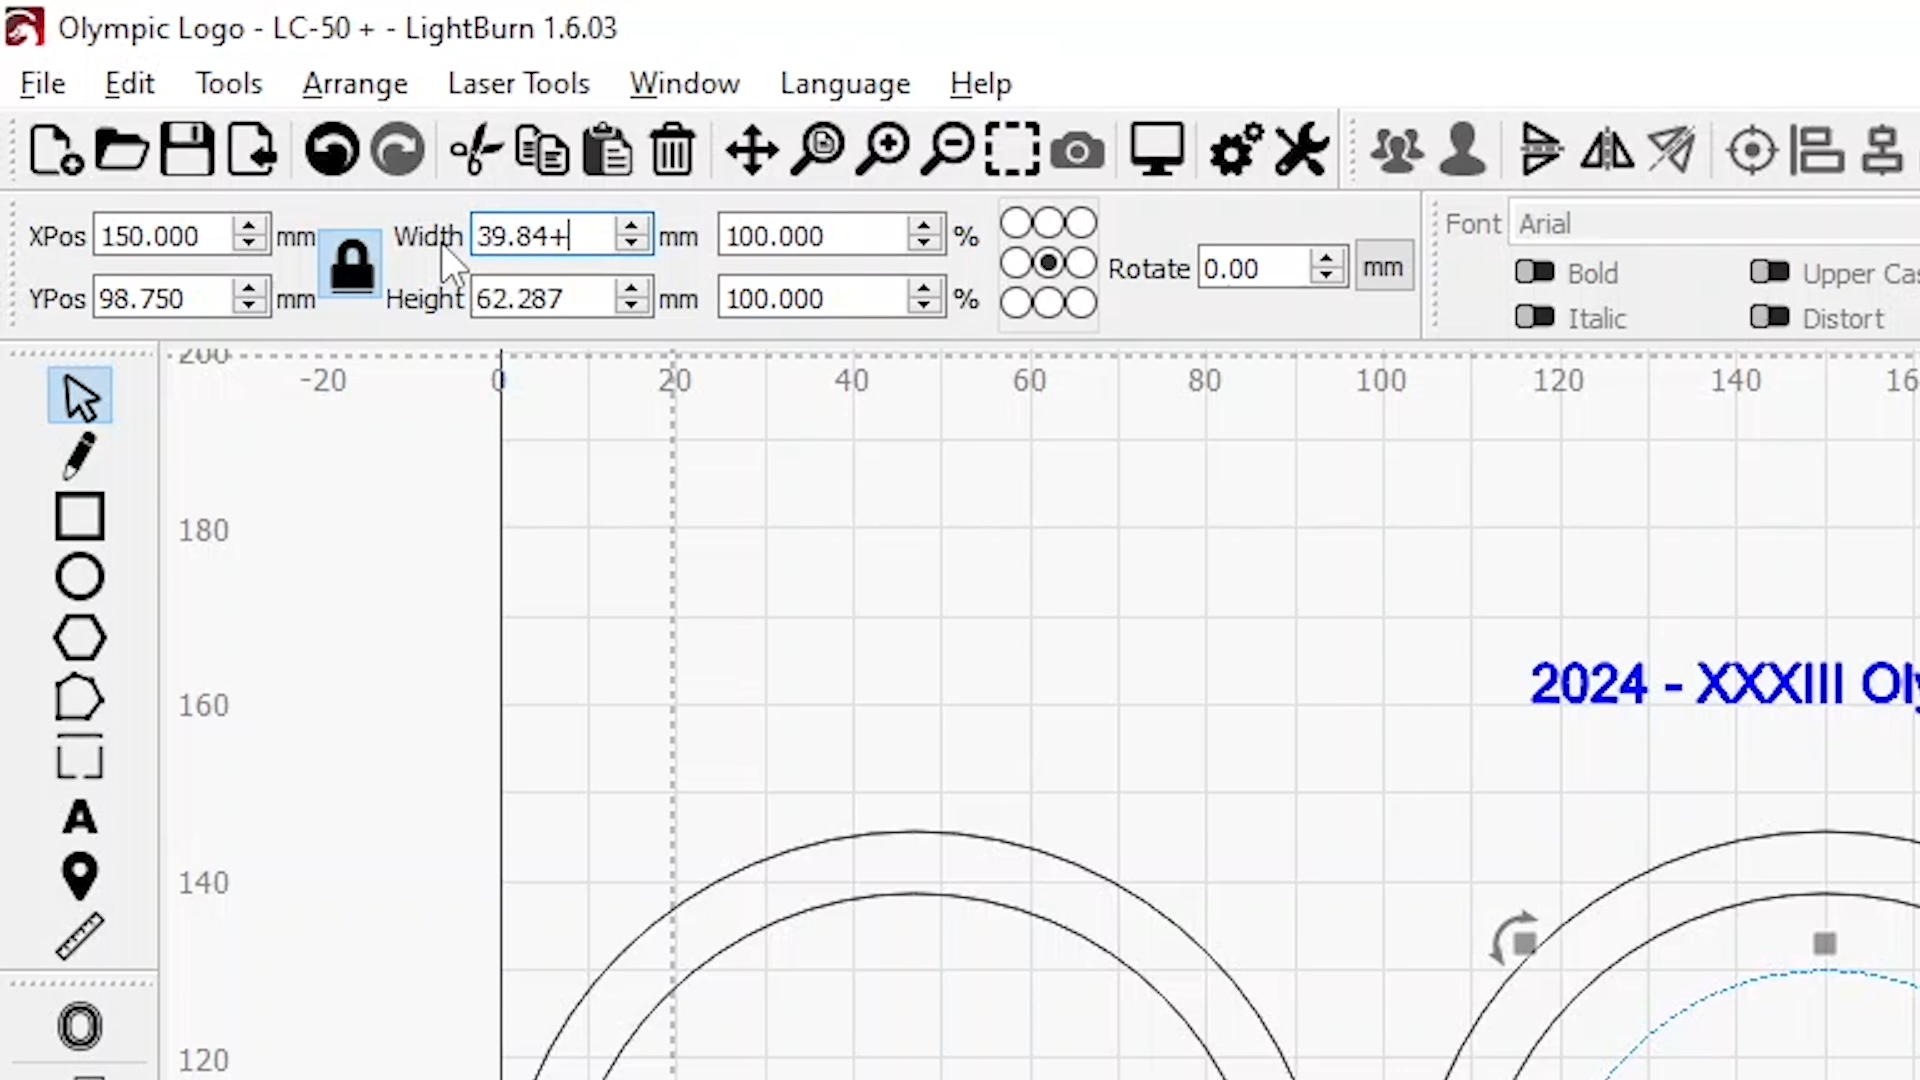 Olympic Logo - LC-50 + - LightBurn 1.6.03
File Edit Tools Arrange Laser Tools Window Language Help
XPos 150.000 mm Width 39.84+ mm 100.000 %
YPos 98.750 mm Height 62.287 mm 100.000 %
Rotate 0.00 mm
Font Arial
Bold Upper Cas
Italic Distort
200
-20 0 20 40 60 80 100 120 140 16
180
160
140
120
2024 - XXXIII Oly
A